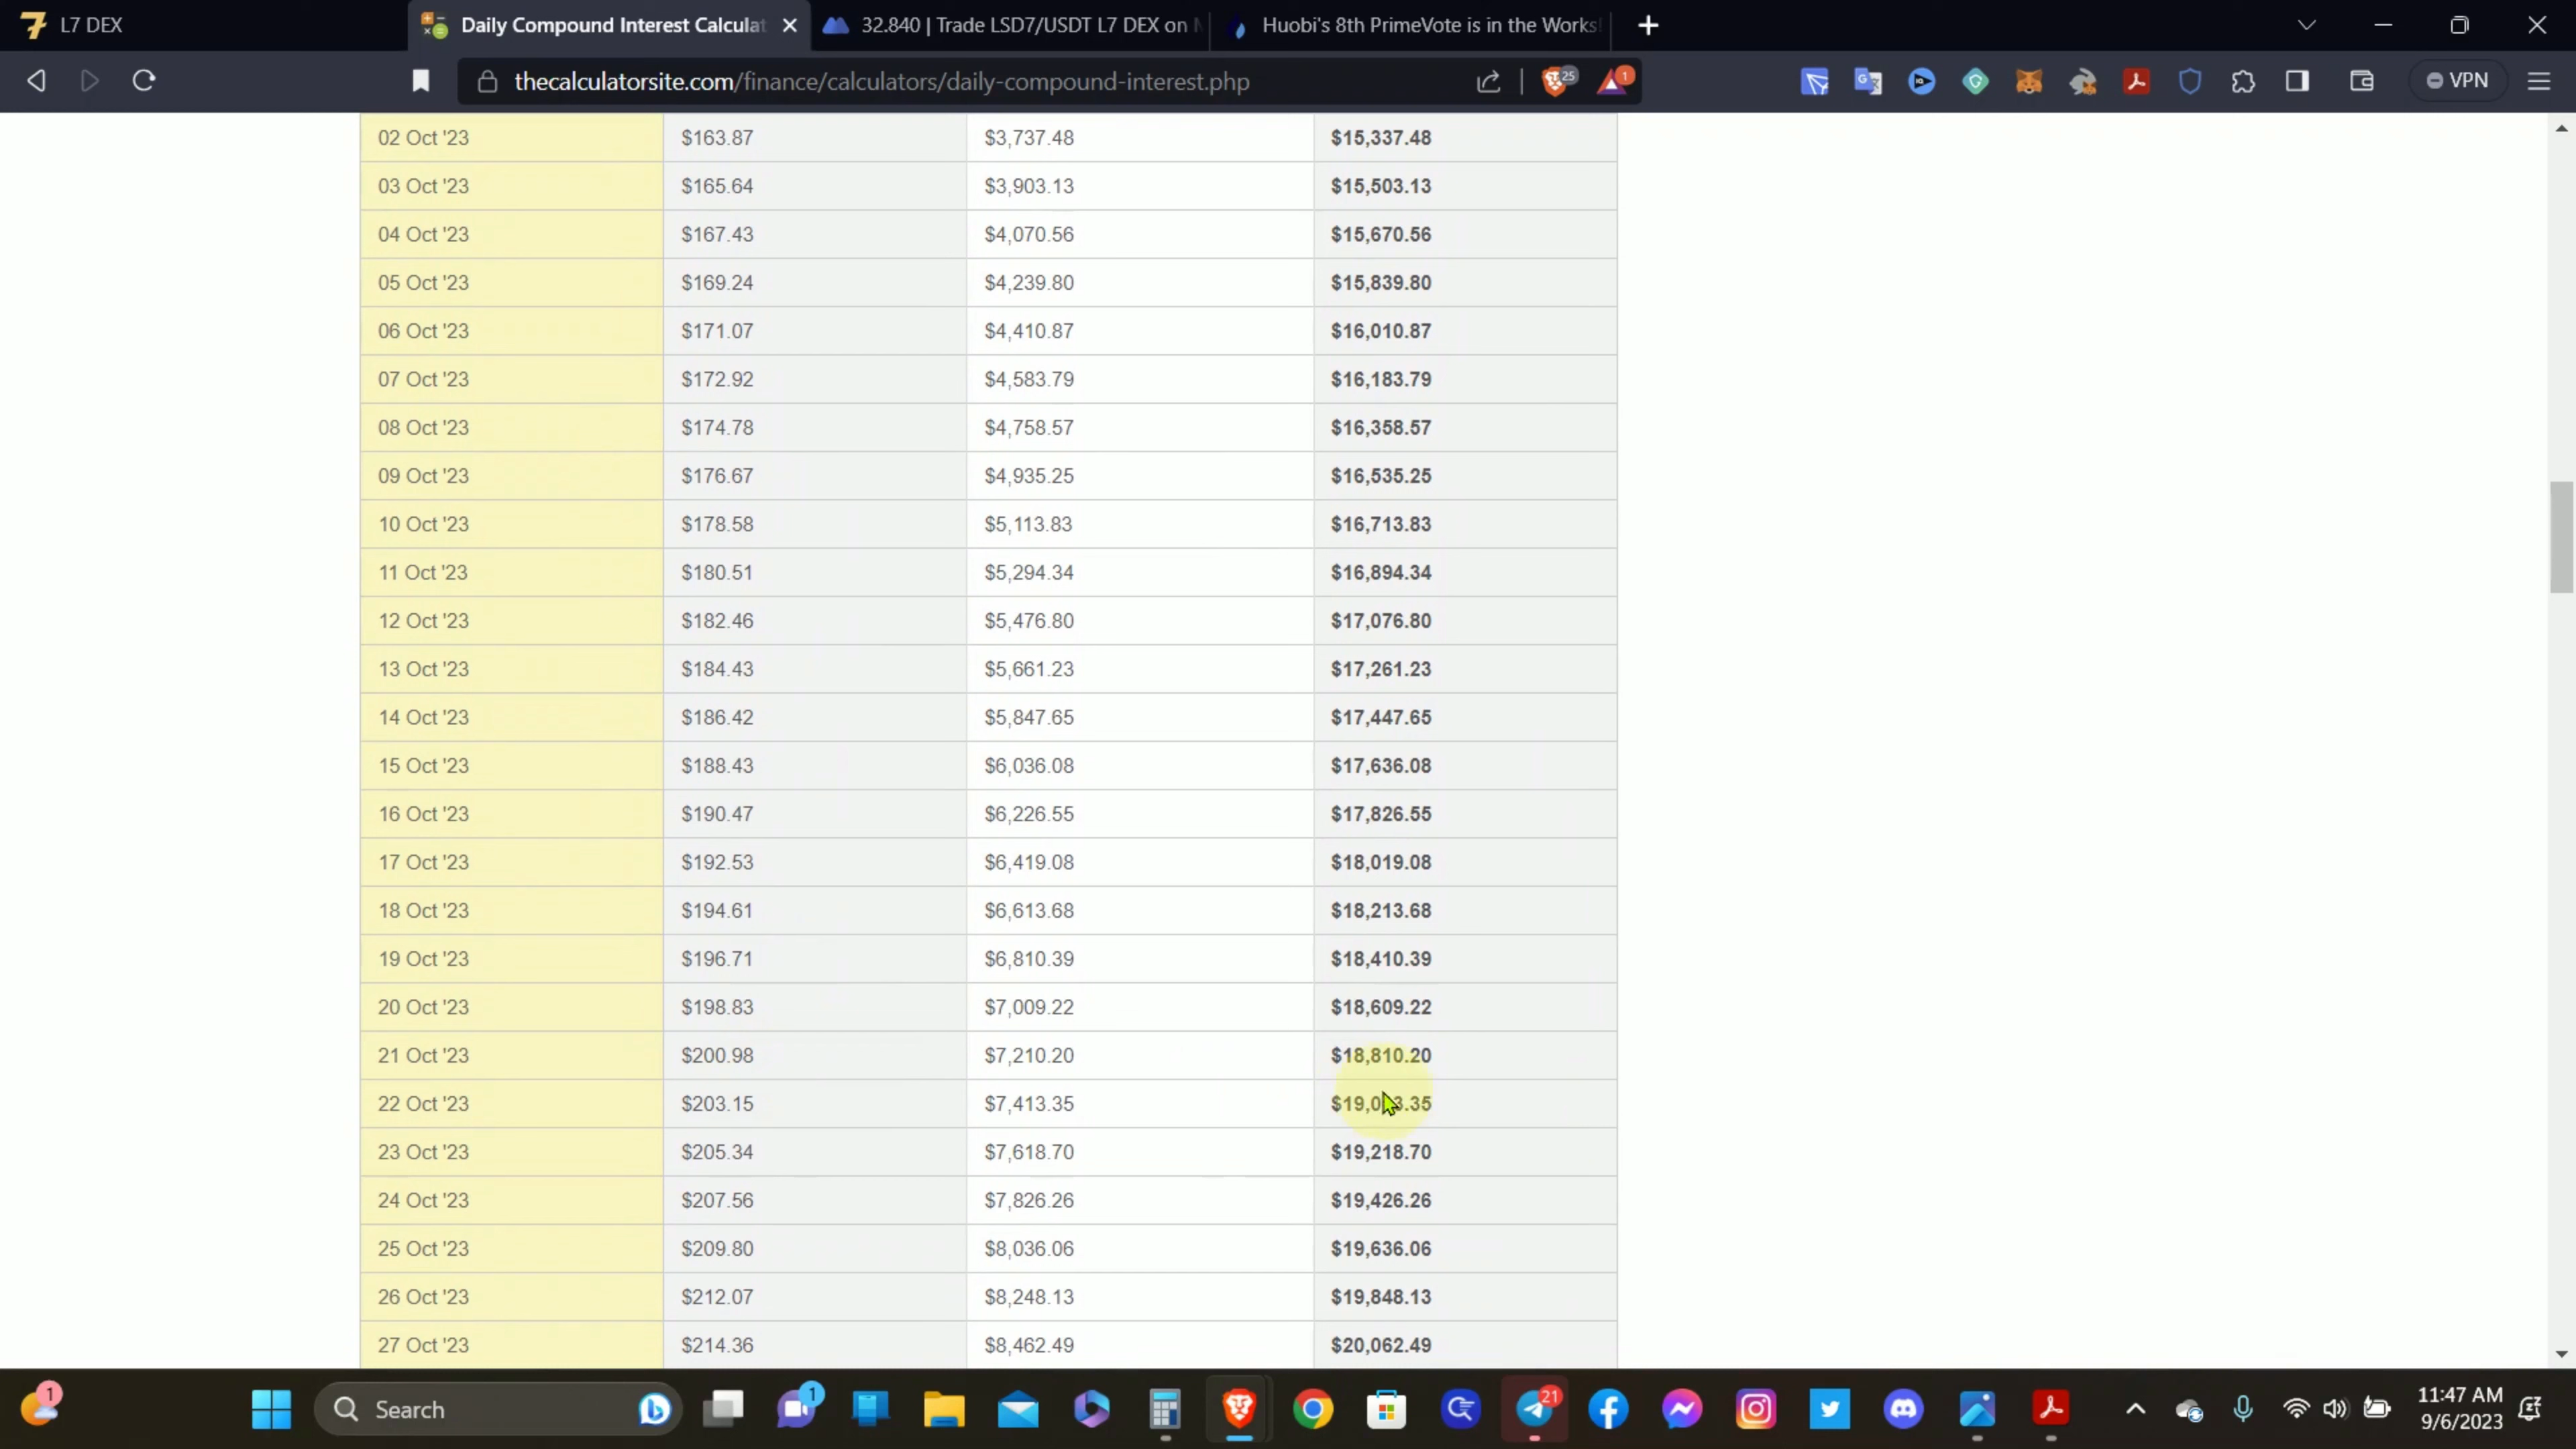 L7 DEX
Daily Compound Interest Calculat
32.840 | Trade LSD7/USDT L7 DEX on
Huobi's 8th PrimeVote is in the Works!
thecalculatorsite.com/finance/calculators/daily-compound-interest.php
25
1
VPN
02 Oct '23 $163.87 $3,737.48 $15,337.48
03 Oct '23 $165.64 $3,903.13 $15,503.13
04 Oct '23 $167.43 $4,070.56 $15,670.56
05 Oct '23 $169.24 $4,239.80 $15,839.80
06 Oct '23 $171.07 $4,410.87 $16,010.87
07 Oct '23 $172.92 $4,583.79 $16,183.79
08 Oct '23 $174.78 $4,758.57 $16,358.57
09 Oct '23 $176.67 $4,935.25 $16,535.25
10 Oct '23 $178.58 $5,113.83 $16,713.83
11 Oct '23 $180.51 $5,294.34 $16,894.34
12 Oct '23 $182.46 $5,476.80 $17,076.80
13 Oct '23 $184.43 $5,661.23 $17,261.23
14 Oct '23 $186.42 $5,847.65 $17,447.65
15 Oct '23 $188.43 $6,036.08 $17,636.08
16 Oct '23 $190.47 $6,226.55 $17,826.55
17 Oct '23 $192.53 $6,419.08 $18,019.08
18 Oct '23 $194.61 $6,613.68 $18,213.68
19 Oct '23 $196.71 $6,810.39 $18,410.39
20 Oct '23 $198.83 $7,009.22 $18,609.22
21 Oct '23 $200.98 $7,210.20 $18,810.20
22 Oct '23 $203.15 $7,413.35
23 Oct '23 $205.34 $7,618.70 $19,218.70
24 Oct '23 $207.56 $7,826.26 $19,426.26
25 Oct '23 $209.80 $8,036.06 $19,636.06
26 Oct '23 $212.07 $8,248.13 $19,848.13
27 Oct '23 $214.36 $8,462.49 $20,062.49
1
Search
1
21
11:47 AM
9/6/2023